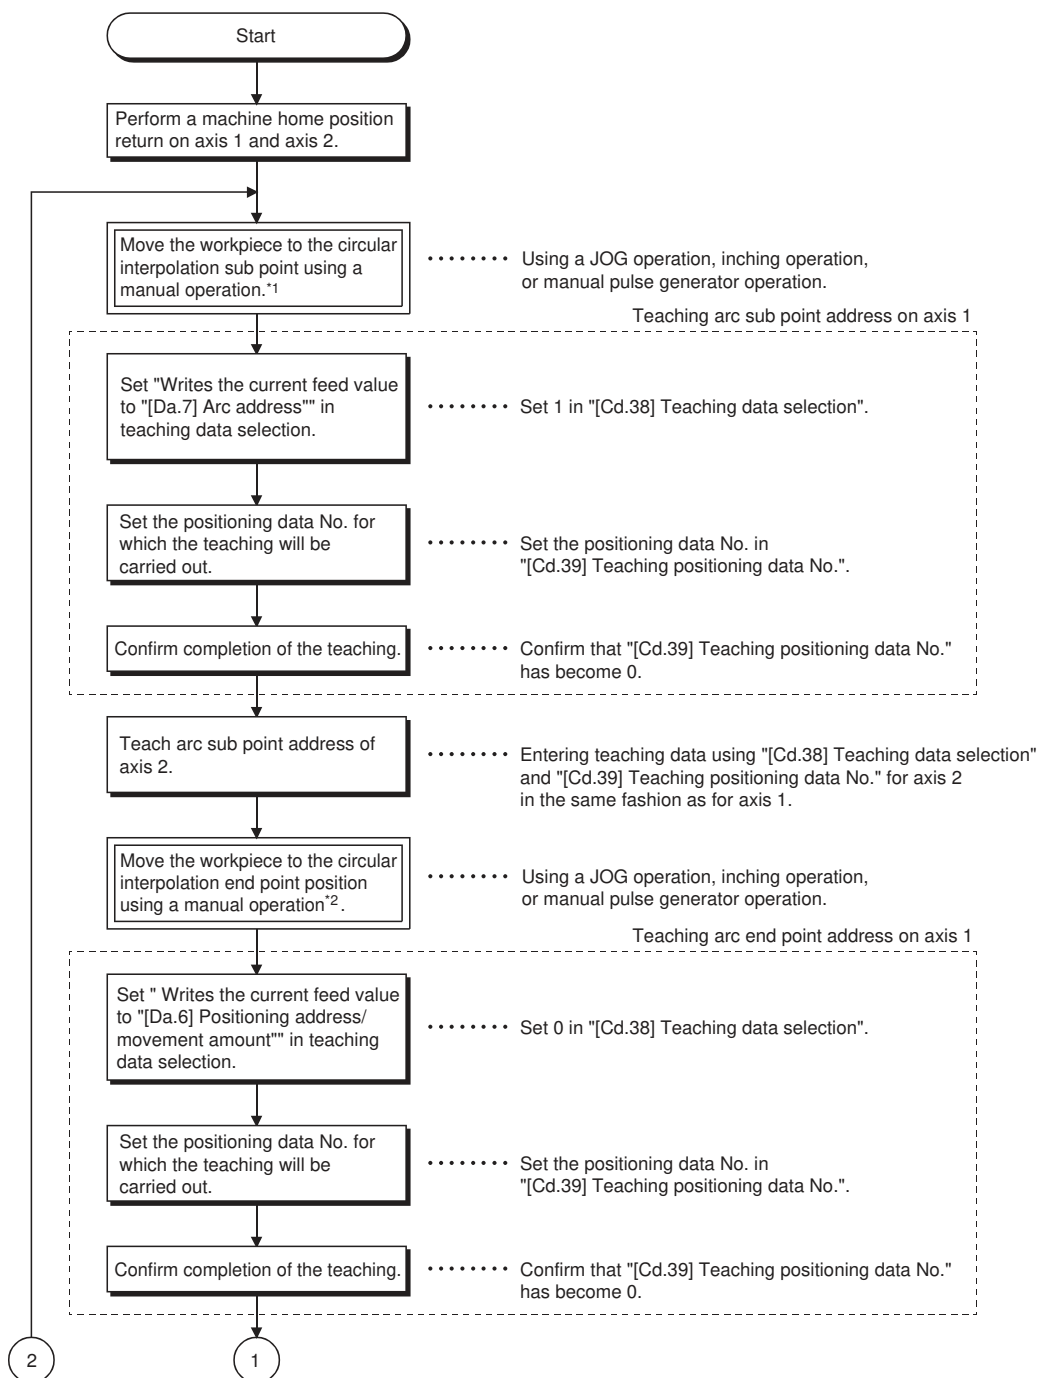 Start
Perform a machine home position
return on axis 1 and axis 2.
Move the workpiece to the circular
interpolation sub point using a
manual operation.*1
Using a JOG operation, inching operation,
or manual pulse generator operation.
Teaching arc sub point address on axis 1
Set "Writes the current feed value
to "[Da.7] Arc address"" in
teaching data selection.
Set 1 in "[Cd.38] Teaching data selection".
Set the positioning data No. for
which the teaching will be
carried out.
Set the positioning data No. in
"[Cd.39] Teaching positioning data No.".
Confirm completion of the teaching.
Confirm that "[Cd.39] Teaching positioning data No."
has become 0.
Teach arc sub point address of
axis 2.
Entering teaching data using "[Cd.38] Teaching data selection"
and "[Cd.39] Teaching positioning data No." for axis 2
in the same fashion as for axis 1.
Move the workpiece to the circular
interpolation end point position
using a manual operation*2.
Using a JOG operation, inching operation,
or manual pulse generator operation.
Teaching arc end point address on axis 1
Set " Writes the current feed value
to "[Da.6] Positioning address/
movement amount"" in teaching
data selection.
Set 0 in "[Cd.38] Teaching data selection".
Set the positioning data No. for
which the teaching will be
carried out.
Set the positioning data No. in
"[Cd.39] Teaching positioning data No.".
Confirm completion of the teaching.
Confirm that "[Cd.39] Teaching positioning data No."
has become 0.
2
1